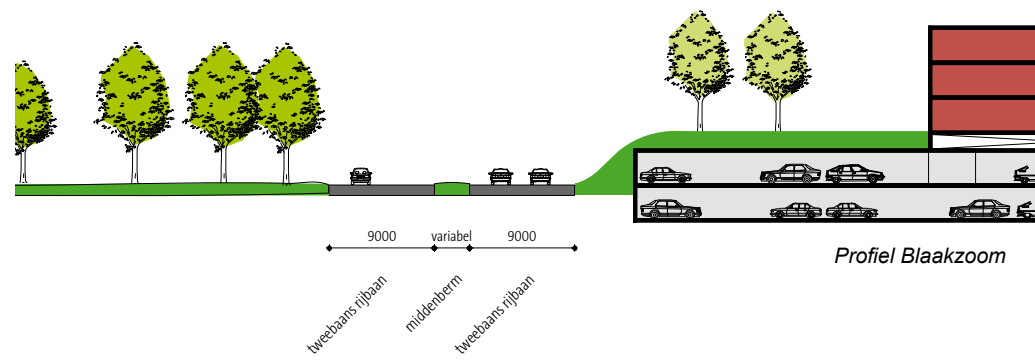 9000 variabel 9000
tweebaans rijbaan
middenberm
tweebaans rijbaan
Profiel Blaakzoom